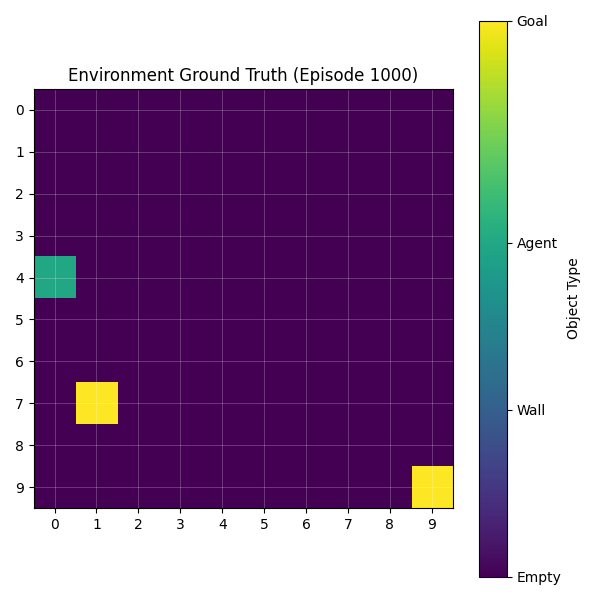 Environment Ground Truth (Episode 1000)
0
1
2
3
4
5
6
7
8
9
0 1 2 3 4 5 6 7 8 9
Goal
Agent
Wall
Empty
Object Type